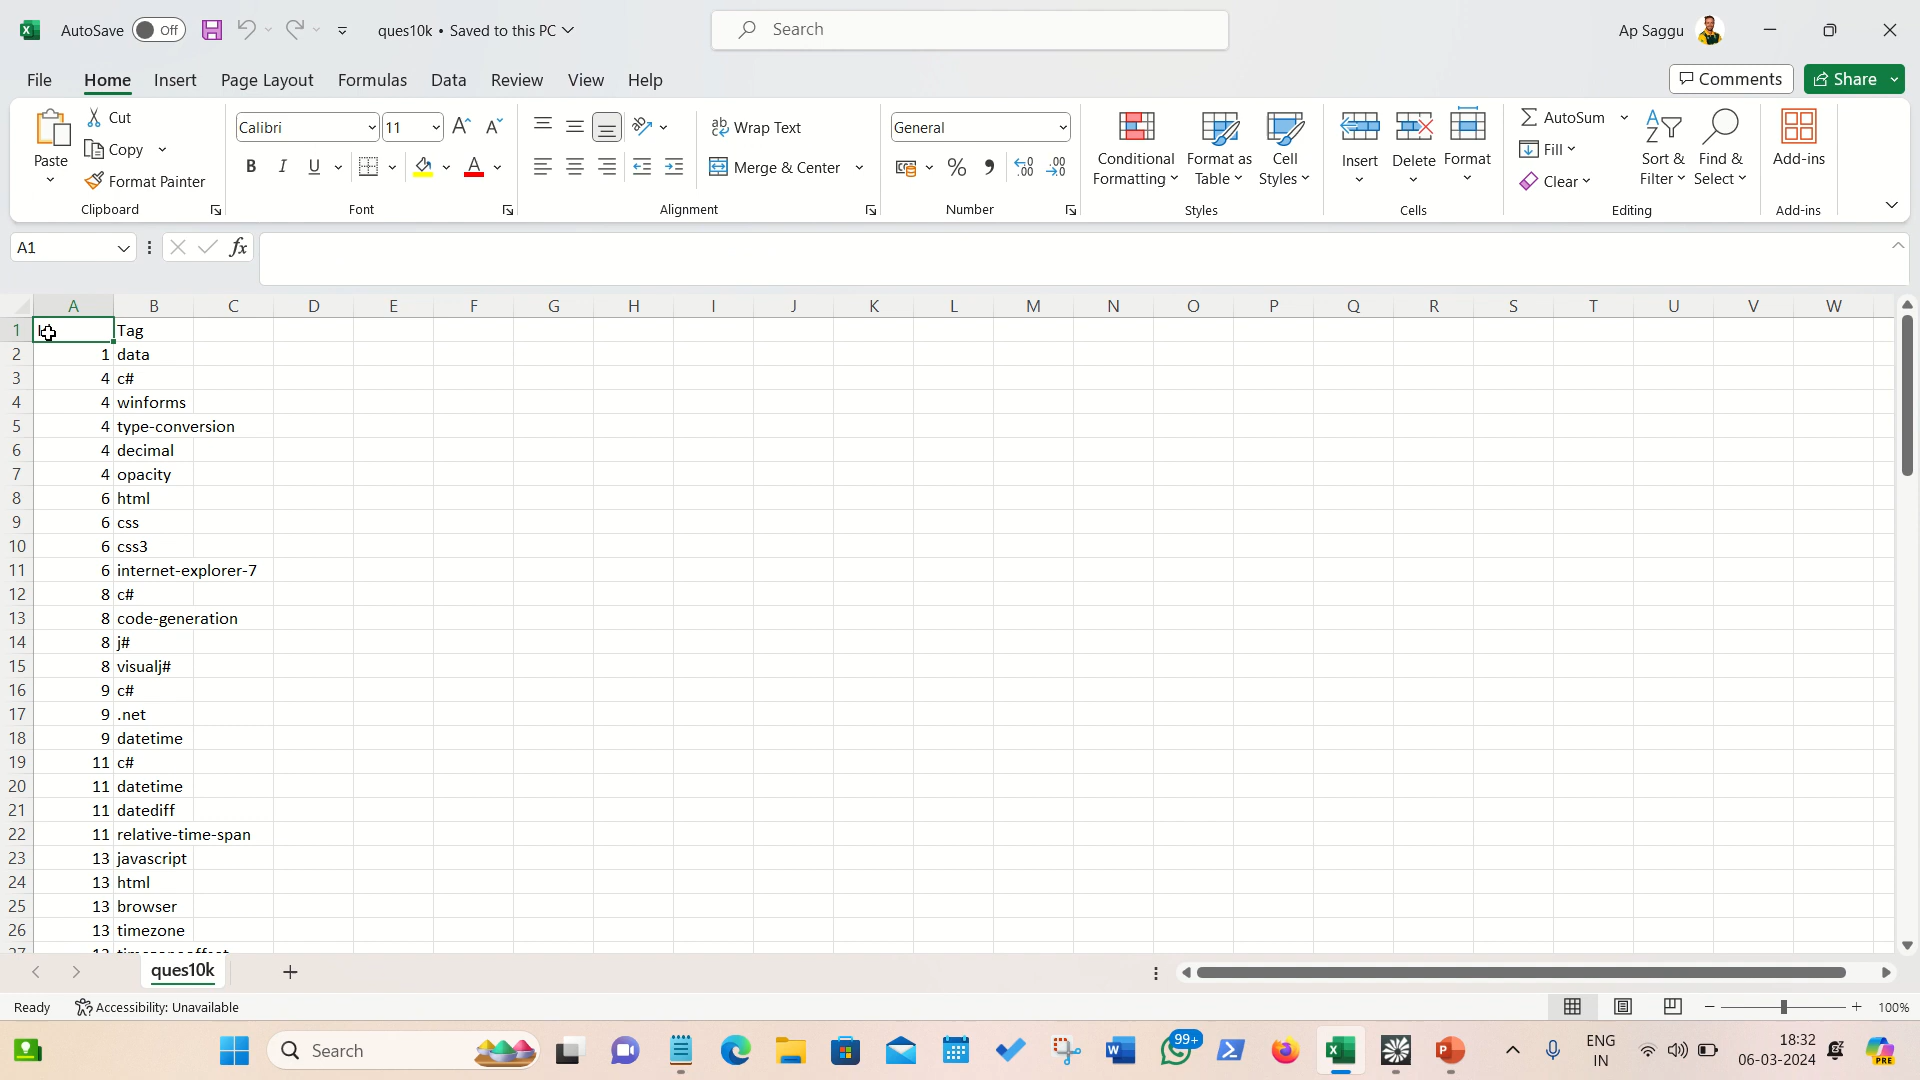 AutoSave Off ques10k • Saved to this PC Search Ap Saggu
File Home Insert Page Layout Formulas Data Review View Help Comments Share
Paste Cut Copy Format Painter Clipboard
Calibri 11 B I U A Font
Wrap Text Merge & Center Alignment
General % Number
Conditional Formatting Format as Table Cell Styles Styles
Insert Delete Format Cells
AutoSum Fill Clear Sort & Filter Find & Select Editing
Add-ins Add-ins
A1 fx
A B C D E F G H I J K L M N O P Q R S T U V W
1 Tag
2 1 data
3 4 c#
4 4 winforms
5 4 type-conversion
6 4 decimal
7 4 opacity
8 6 html
9 6 css
10 6 css3
11 6 internet-explorer-7
12 8 c#
13 8 code-generation
14 8 j#
15 8 visualj#
16 9 c#
17 9 .net
18 9 datetime
19 11 c#
20 11 datetime
21 11 datediff
22 11 relative-time-span
23 13 javascript
24 13 html
25 13 browser
26 13 timezone
ques10k
Ready Accessibility: Unavailable 100%
Search 99+ ENG IN 18:32 06-03-2024 PRE